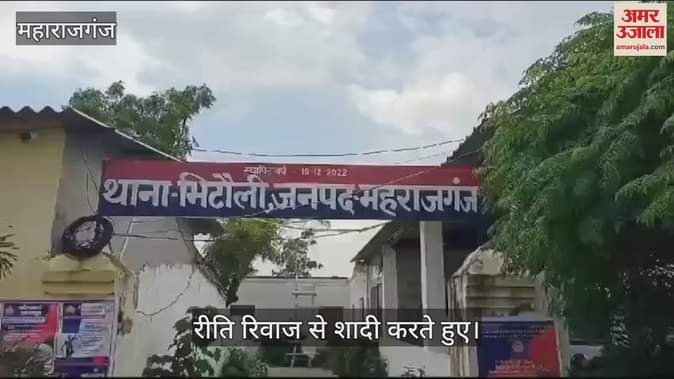 महाराजगंज
अमर
उजाला
amarujala.com
स्थापित वर्ष - 10-12-2022
थाना-भिटौली,जनपद-महराजगंज
रीति रिवाज से शादी करते हुए।